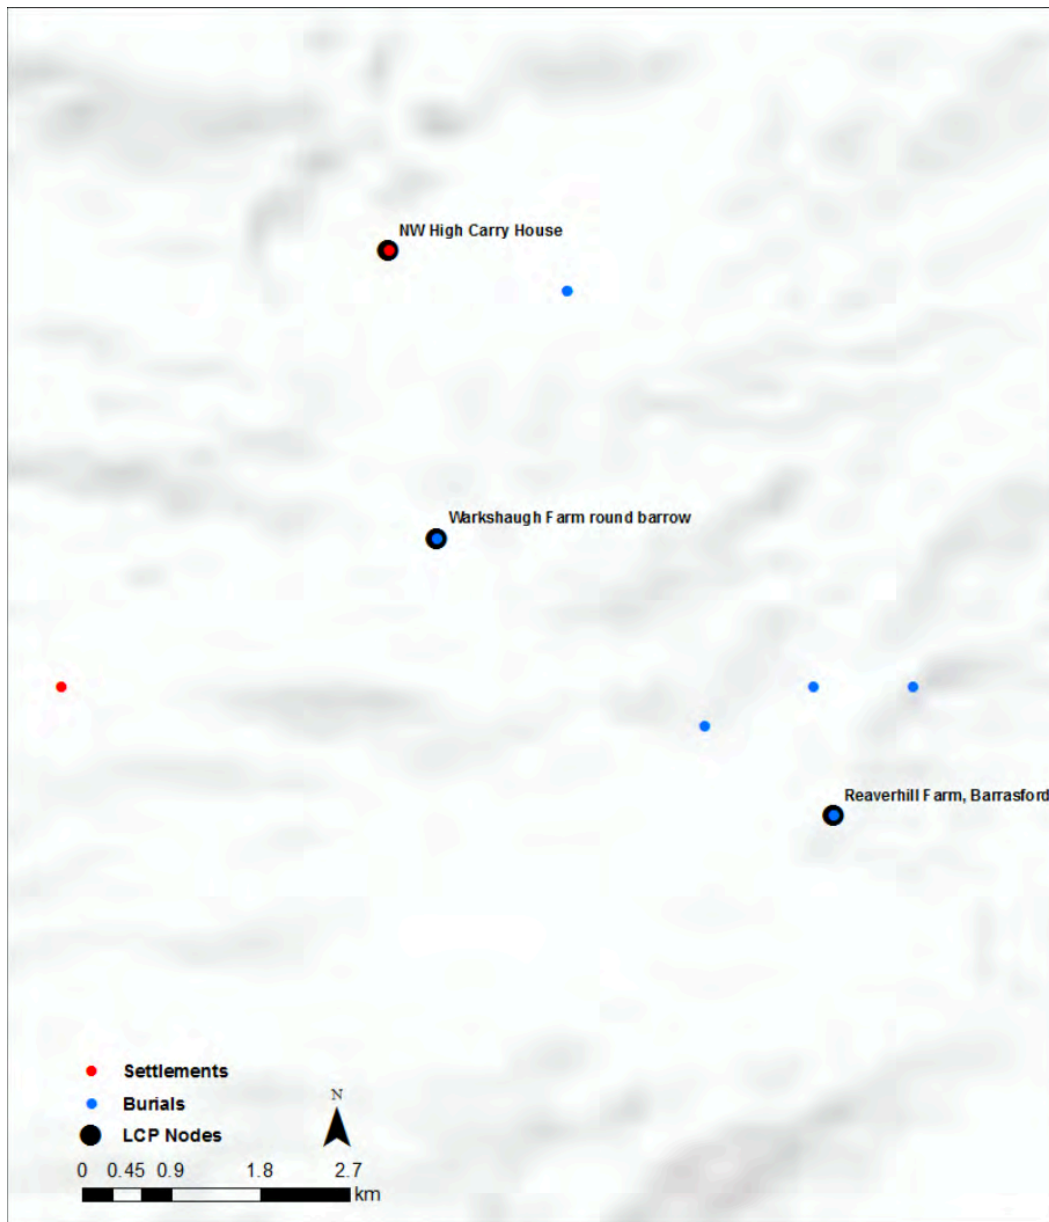 NW High Carry House
Warkshaugh Farm round barrow
Reaverhill Farm, Barrasford
Settlements
Burials
LCP Nodes
N
0 0.45 0.9 1.8 2.7
km